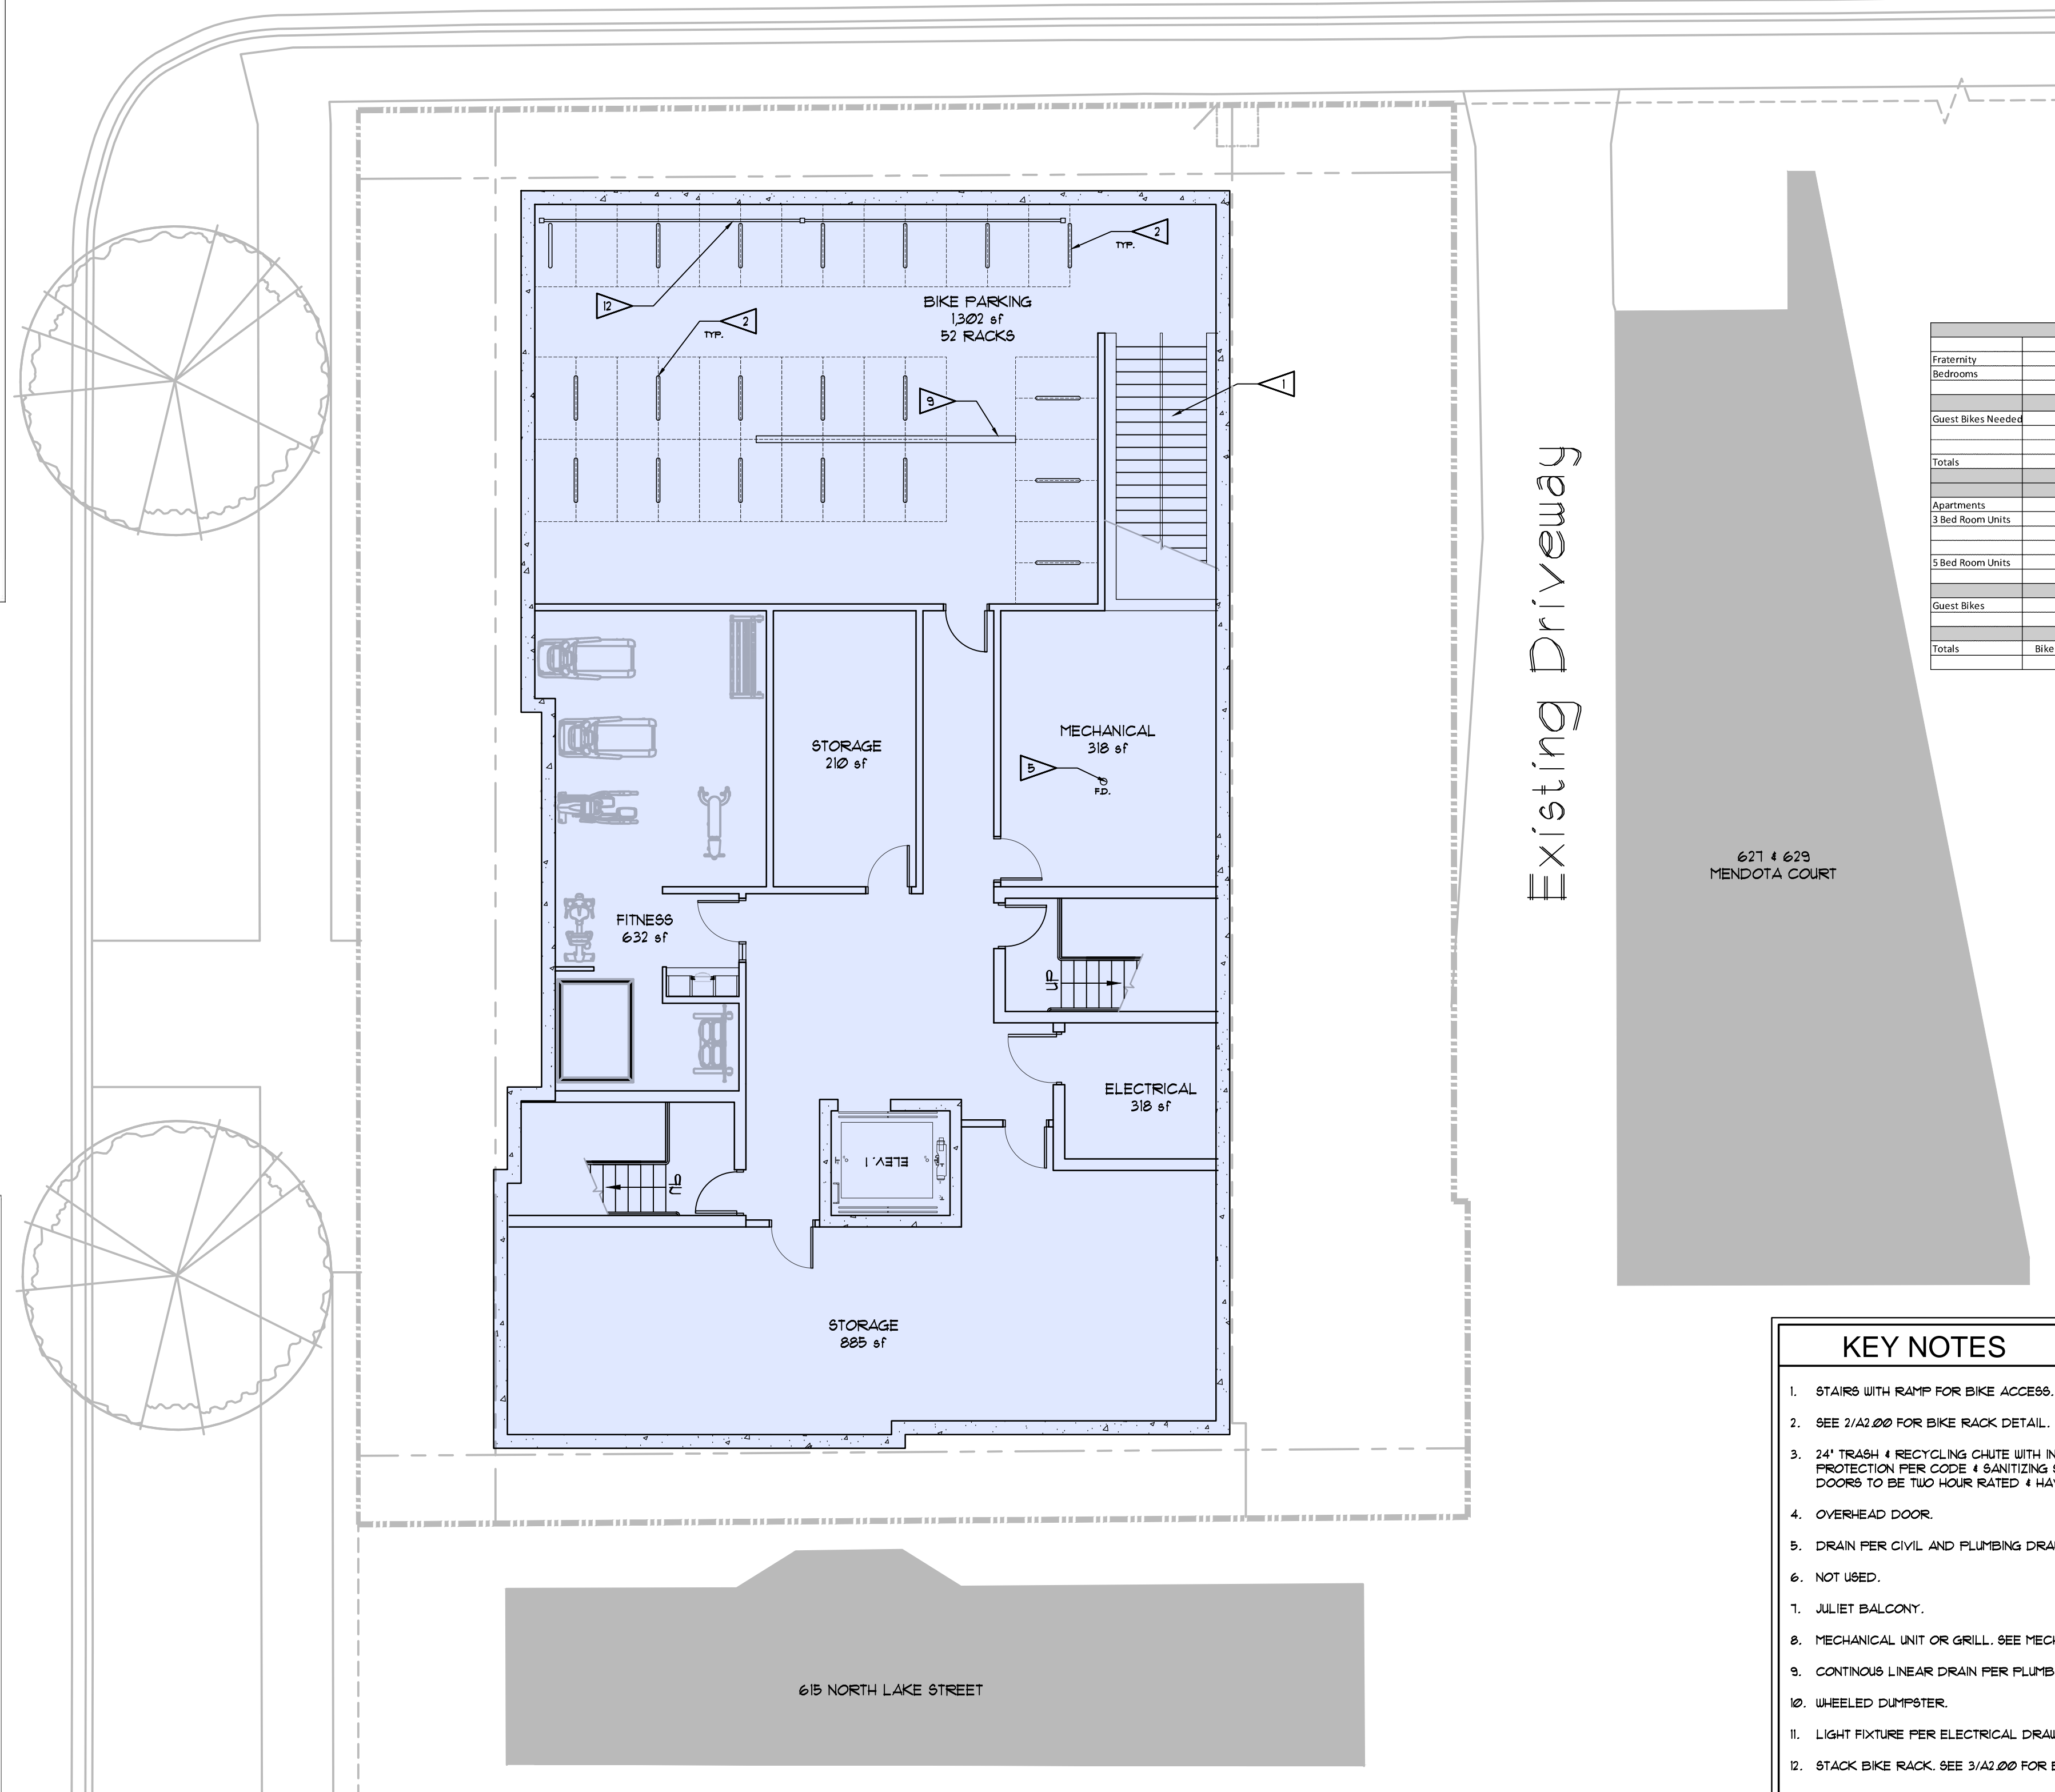 2
TYP.
12
BIKE PARKING
1,302 sf
52 RACKS
2
TYP.
1
9
Fraternity
Bedrooms
Guest Bikes Needed
Totals
Apartments
3 Bed Room Units
5 Bed Room Units
Guest Bikes
Totals Bike
Existing Driveway
MECHANICAL
318 sf
STORAGE
210 sf
5
F.D.
627 & 629
MENDOTA COURT
FITNESS
632 sf
UP
ELECTRICAL
318 sf
ELEV. 1
UP
STORAGE
885 sf
615 NORTH LAKE STREET
KEY NOTES
1. STAIRS WITH RAMP FOR BIKE ACCESS.
2. SEE 2/A2.00 FOR BIKE RACK DETAIL.
3. 24" TRASH & RECYCLING CHUTE WITH IN
PROTECTION PER CODE & SANITIZING S
DOORS TO BE TWO HOUR RATED & HAV
4. OVERHEAD DOOR.
5. DRAIN PER CIVIL AND PLUMBING DRA
6. NOT USED.
7. JULIET BALCONY.
8. MECHANICAL UNIT OR GRILL. SEE MECH
9. CONTINOUS LINEAR DRAIN PER PLUMB
10. WHEELED DUMPSTER.
11. LIGHT FIXTURE PER ELECTRICAL DRAW
12. STACK BIKE RACK. SEE 3/A2.00 FOR B